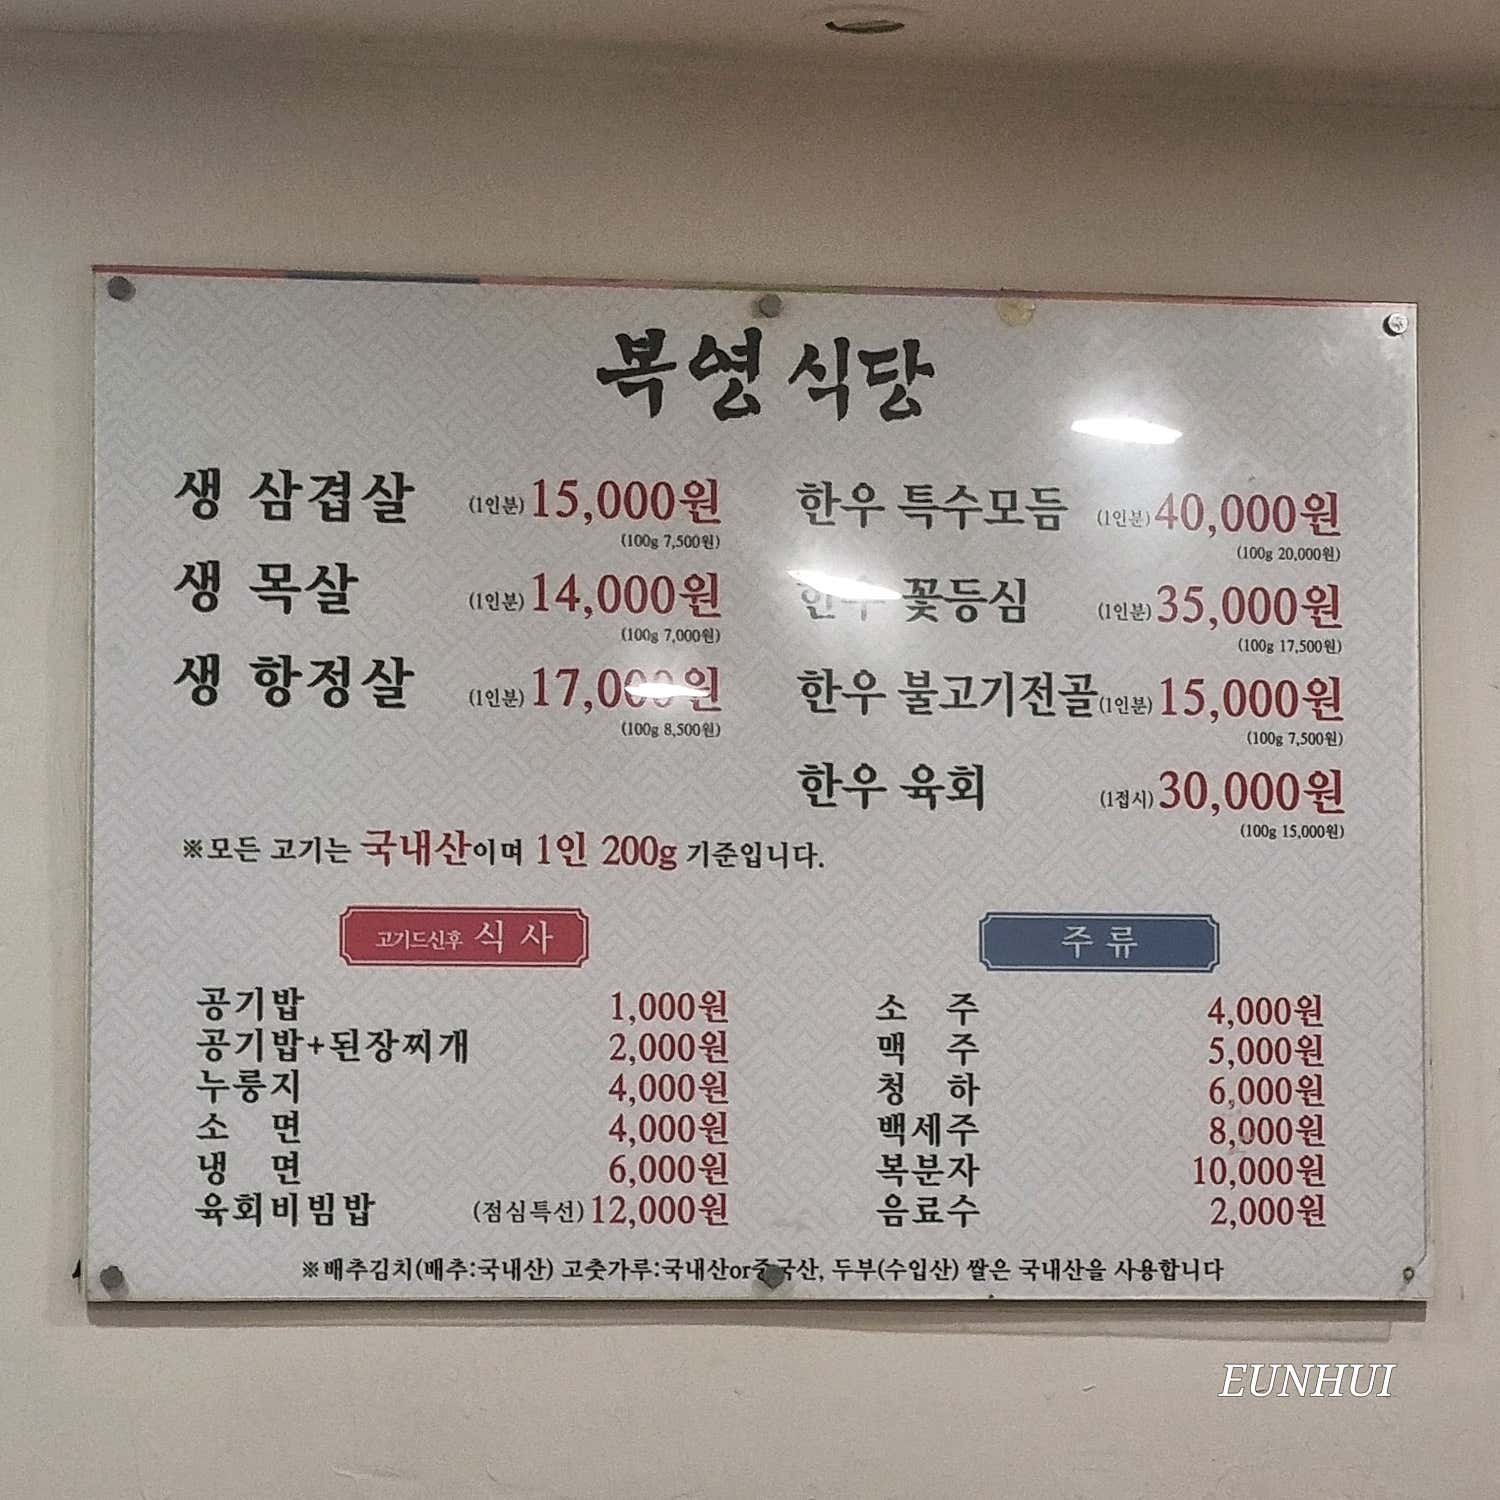 복영 식당
생 삼겹살 (1인분) 15,000원
(100g 7,500원)
생 목살 (1인분) 14,000원
(100g 7,000원)
생 항정살 (1인분) 17,000원
(100g 8,500원)
한우 특수모듬 (1인분) 40,000원
(100g 20,000원)
한우 꽃등심 (1인분) 35,000원
(100g 17,500원)
한우 불고기전골 (1인분) 15,000원
(100g 7,500원)
한우 육회 (1접시) 30,000원
(100g 15,000원)
※모든 고기는 국내산이며 1인 200g 기준입니다.
고기드신후 식 사
공기밥 1,000원
공기밥+된장찌개 2,000원
누룽지 4,000원
소 면 4,000원
냉 면 6,000원
육회비빔밥 (점심특선) 12,000원
주 류
소 주 4,000원
맥 주 5,000원
청 하 6,000원
백세주 8,000원
복분자 10,000원
음료수 2,000원
※배추김치(배추:국내산) 고춧가루:국내산or중국산, 두부(수입산) 쌀은 국내산을 사용합니다
EUNHUI